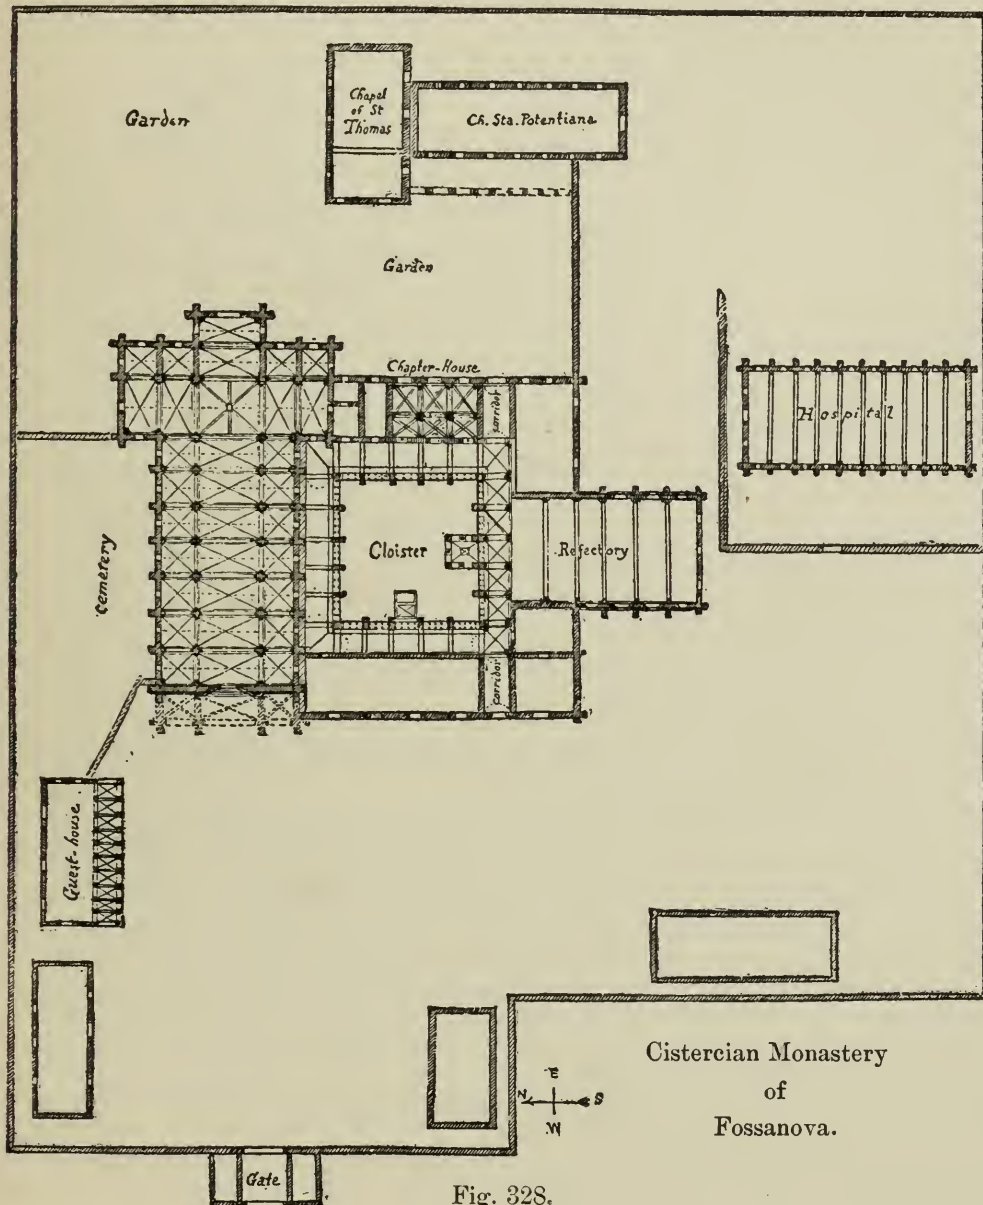 Garden
Chapel
of St
Thomas
Ch. Sta. Potentiana
Garden
Chapter-House
corridor
Hospital
cemetery
Cloister
Refectory
corridor
Guest-house
Cistercian Monastery
of
Fossanova.
E
N
S
W
Gate
Fig. 328.